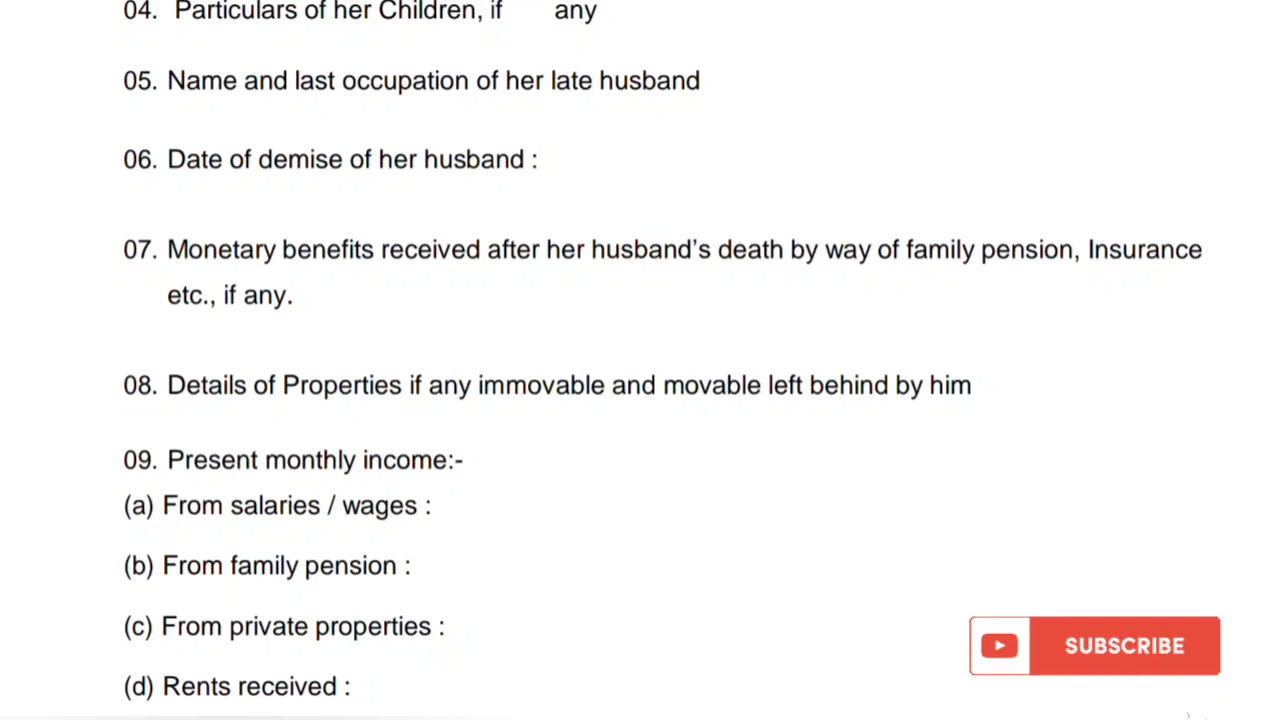 04. Particulars of her Children, if any
05. Name and last occupation of her late husband
06. Date of demise of her husband :
07. Monetary benefits received after her husband’s death by way of family pension, Insurance
etc., if any.
08. Details of Properties if any immovable and movable left behind by him
09. Present monthly income:-
(a) From salaries / wages :
(b) From family pension :
(c) From private properties :
(d) Rents received :
SUBSCRIBE